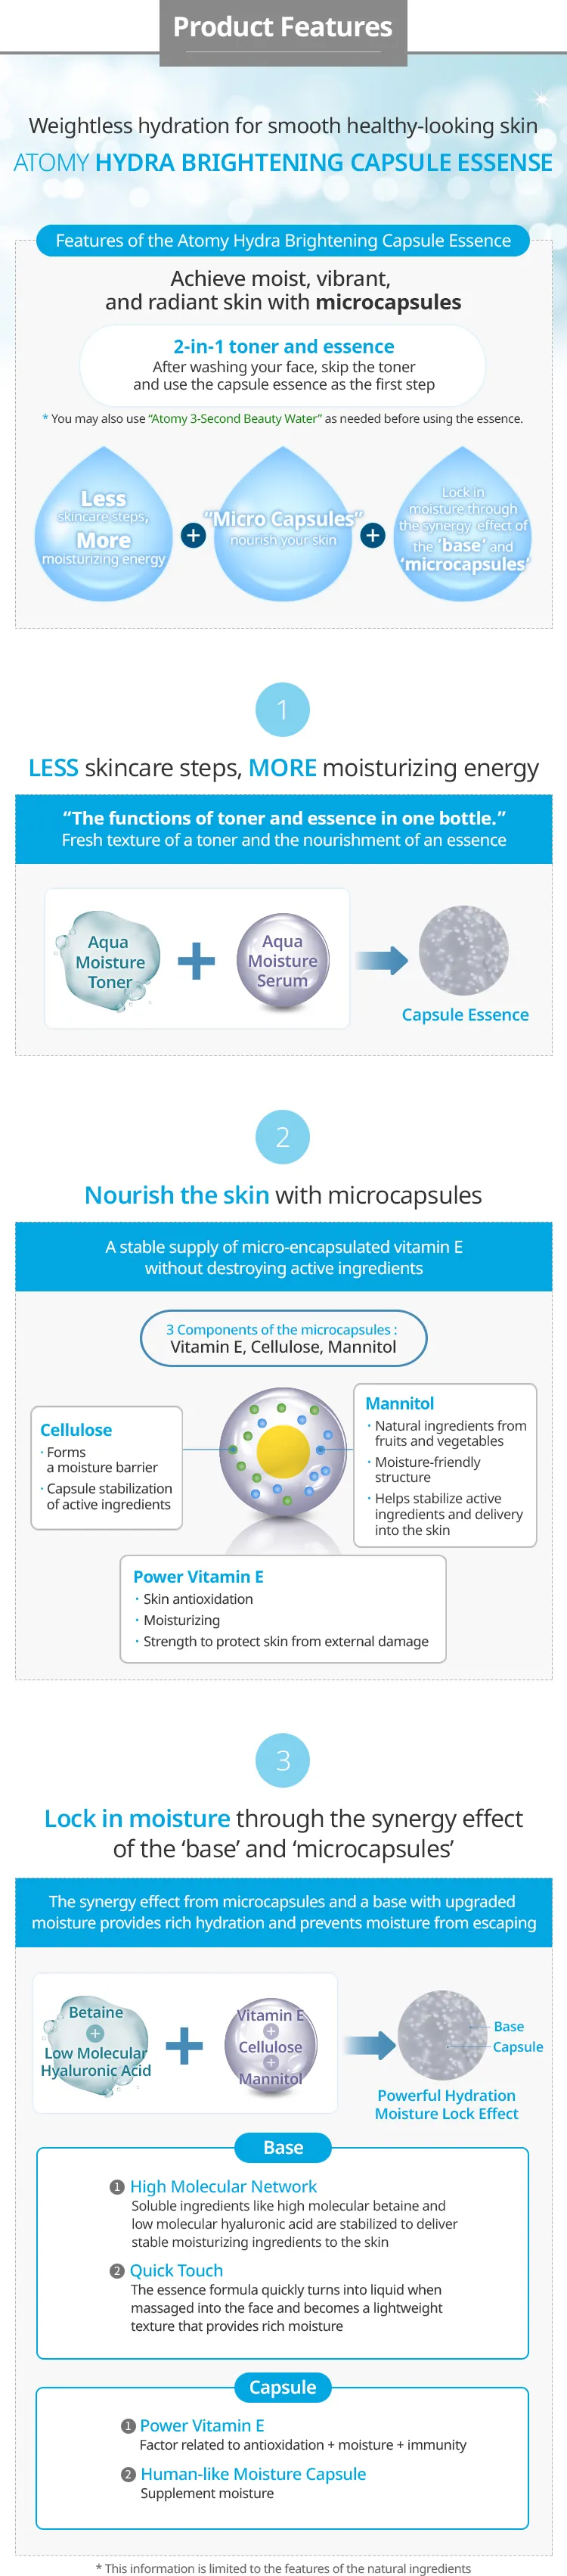 Product Features
Weightless hydration for smooth healthy-looking skin
ATOMY HYDRA BRIGHTENING CAPSULE ESSENSE
Features of the Atomy Hydra Brightening Capsule Essence
Achieve moist, vibrant,
and radiant skin with microcapsules
2-in-1 toner and essence
After washing your face, skip the toner
and use the capsule essence as the first step
* You may also use “Atomy 3-Second Beauty Water” as needed before using the essence.
Less
skincare steps,
More
moisturizing energy
+
“Micro Capsules”
nourish your skin
+
Lock in
moisture through
the synergy effect of
the ‘base’ and
‘microcapsules’
1
LESS skincare steps, MORE moisturizing energy
“The functions of toner and essence in one bottle.”
Fresh texture of a toner and the nourishment of an essence
Aqua
Moisture
Toner
+
Aqua
Moisture
Serum
Capsule Essence
2
Nourish the skin with microcapsules
A stable supply of micro-encapsulated vitamin E
without destroying active ingredients
3 Components of the microcapsules :
Vitamin E, Cellulose, Mannitol
Cellulose
· Forms
a moisture barrier
· Capsule stabilization
of active ingredients
Mannitol
· Natural ingredients from
fruits and vegetables
· Moisture-friendly
structure
· Helps stabilize active
ingredients and delivery
into the skin
Power Vitamin E
· Skin antioxidation
· Moisturizing
· Strength to protect skin from external damage
3
Lock in moisture through the synergy effect
of the ‘base’ and ‘microcapsules’
The synergy effect from microcapsules and a base with upgraded
moisture provides rich hydration and prevents moisture from escaping
Betaine
+
Low Molecular
Hyaluronic Acid
+
Vitamin E
+
Cellulose
+
Mannitol
Base
Capsule
Powerful Hydration
Moisture Lock Effect
Base
1 High Molecular Network
Soluble ingredients like high molecular betaine and
low molecular hyaluronic acid are stabilized to deliver
stable moisturizing ingredients to the skin
2 Quick Touch
The essence formula quickly turns into liquid when
massaged into the face and becomes a lightweight
texture that provides rich moisture
Capsule
1 Power Vitamin E
Factor related to antioxidation + moisture + immunity
2 Human-like Moisture Capsule
Supplement moisture
* This information is limited to the features of the natural ingredients